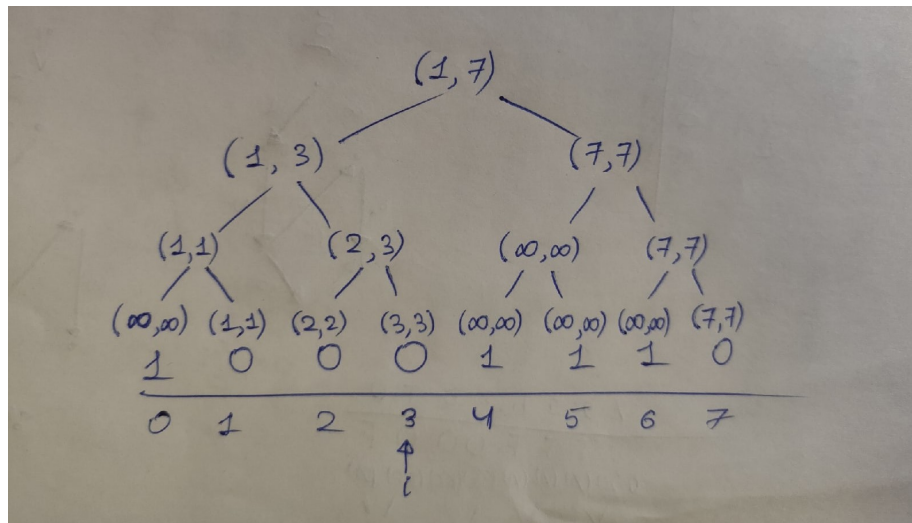 (1,7)
(1,3) (7,7)
(1,1) (2,3) (∞,∞) (7,7)
(∞,∞) (1,1) (2,2) (3,3) (∞,∞) (∞,∞) (∞,∞) (7,7)
1 0 0 0 1 1 1 0
0 1 2 3 4 5 6 7
i